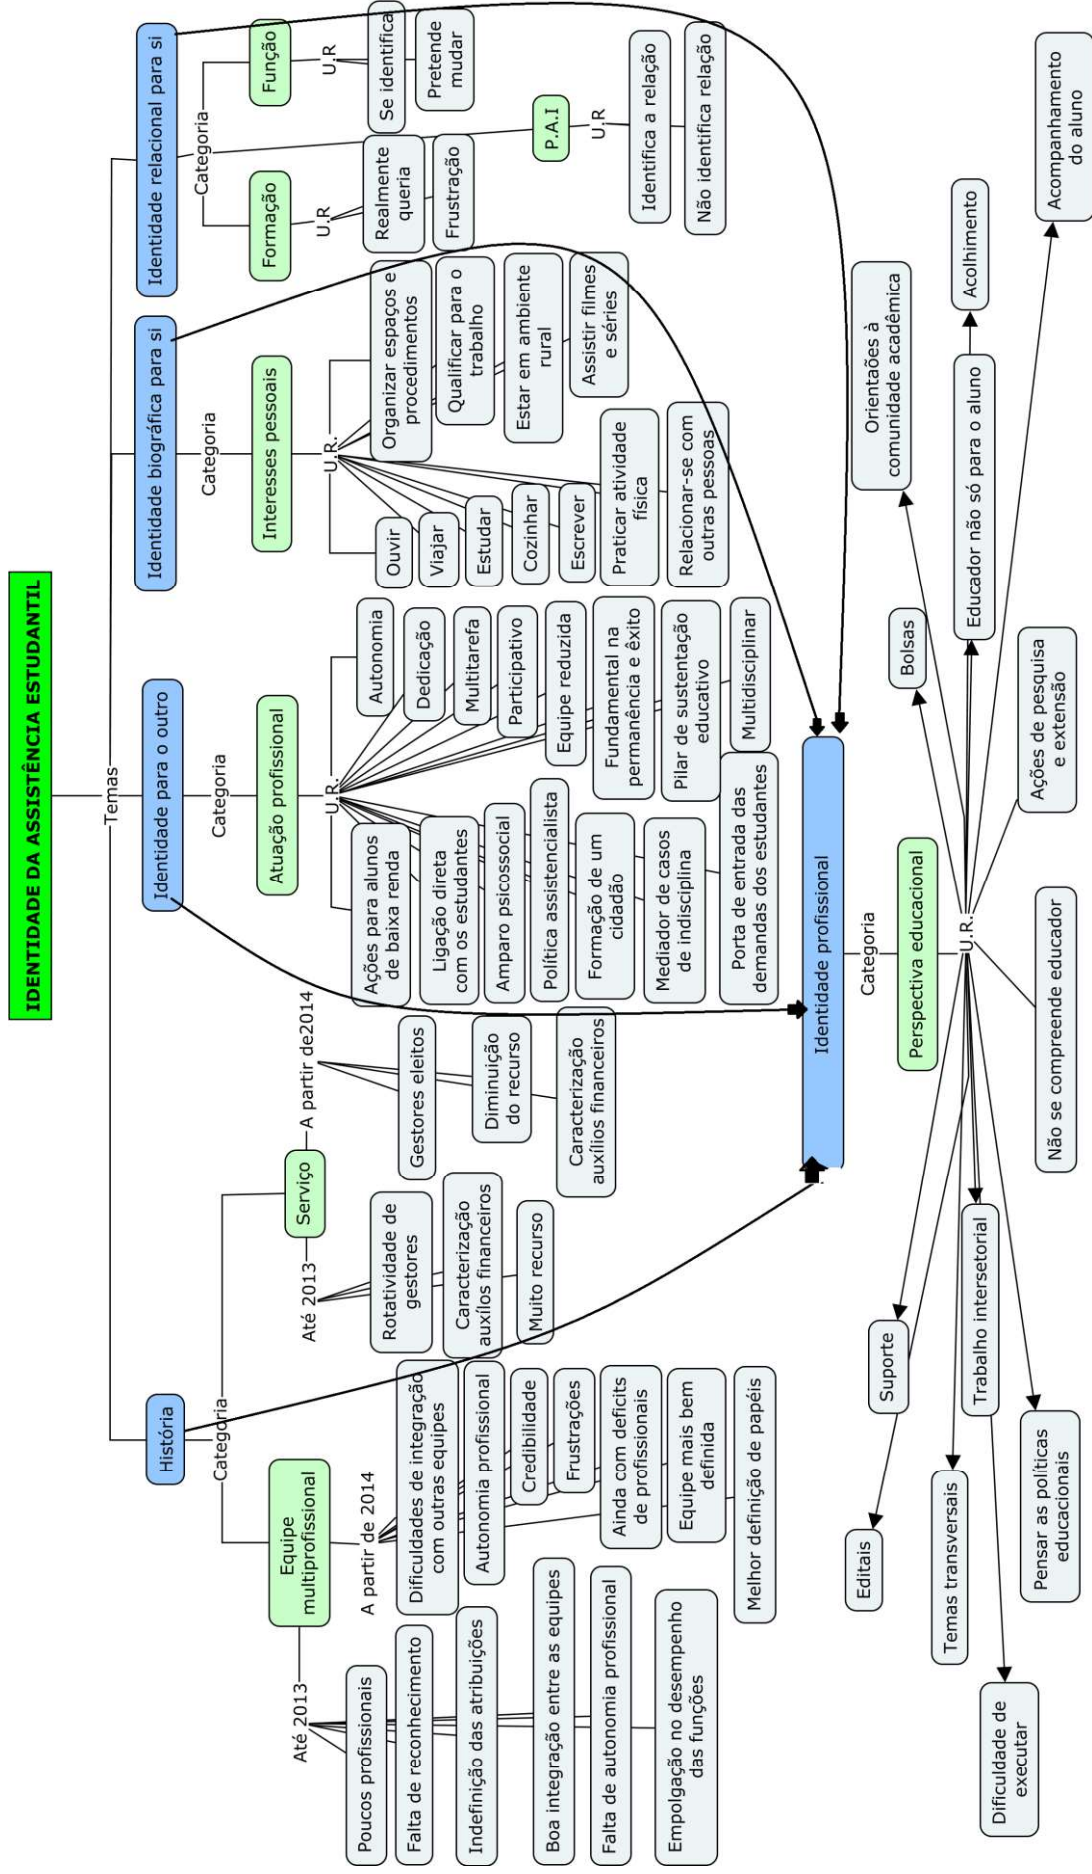 IDENTIDADE DA ASSISTÊNCIA ESTUDANTIL
Temas
História
Identidade para o outro
Identidade biográfica para si
Identidade relacional para si
Categoria
Equipe
multiprofissional
Até 2013
Poucos profissionais
Falta de reconhecimento
Indefinição das atribuições
Boa integração entre as equipes
Falta de autonomia profissional
Empolgação no desempenho
das funções
A partir de 2014
Dificuldades de integração
com outras equipes
Autonomia profissional
Credibilidade
Frustrações
Ainda com deficits
de profissionais
Equipe mais bem
definida
Melhor definição de papéis
Serviço
Até 2013
Rotatividade de
gestores
Caracterização
auxílos financeiros
Muito recurso
A partir de2014
Gestores eleitos
Diminuição
do recurso
Caracterização
auxílios financeiros
Categoria
Atuação profissional
U.R.
Ações para alunos
de baixa renda
Ligação direta
com os estudantes
Amparo psicossocial
Política assistencialista
Formação de um
cidadão
Mediador de casos
de indisciplina
Porta de entrada das
demandas dos estudantes
Autonomia
Dedicação
Multitarefa
Participativo
Equipe reduzida
Fundamental na
permanência e êxito
Pilar de sustentação
educativo
Multidisciplinar
Categoria
Interesses pessoais
U.R.
Ouvir
Viajar
Estudar
Cozinhar
Escrever
Praticar atividade
física
Relacionar-se com
outras pessoas
Organizar espaços e
procedimentos
Qualificar para o
trabalho
Estar em ambiente
rural
Assistir filmes
e séries
Categoria
Formação
U.R
Realmente
queria
Frustração
Função
U.R
Se identifica
Pretende
mudar
P.A.I
U.R
Identifica a relação
Não identifica relação
Identidade profissional
Categoria
Perspectiva educacional
U.R.
Editais
Suporte
Temas transversais
Trabalho intersetorial
Dificuldade de
executar
Pensar as políticas
educacionais
Não se compreende educador
Ações de pesquisa
e extensão
Bolsas
Orientaões à
comunidade acadêmica
Educador não só para o aluno
Acolhimento
Acompanhamento
do aluno